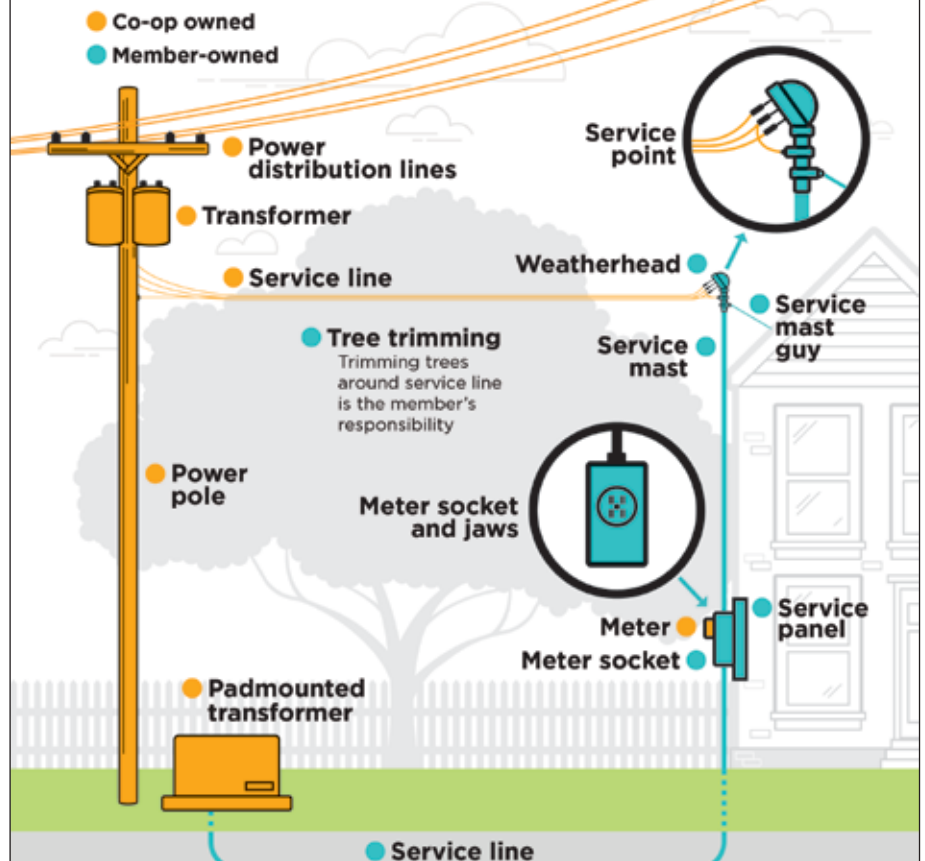 Co-op owned
Member-owned
Power
distribution lines
Service
point
Transformer
Weatherhead
Service line
Service
mast
guy
Tree trimming
Trimming trees
around service line
is the member's
responsibility
Service
mast
Power
pole
Meter socket
and jaws
Service
panel
Meter
Meter socket
Padmounted
transformer
Service line